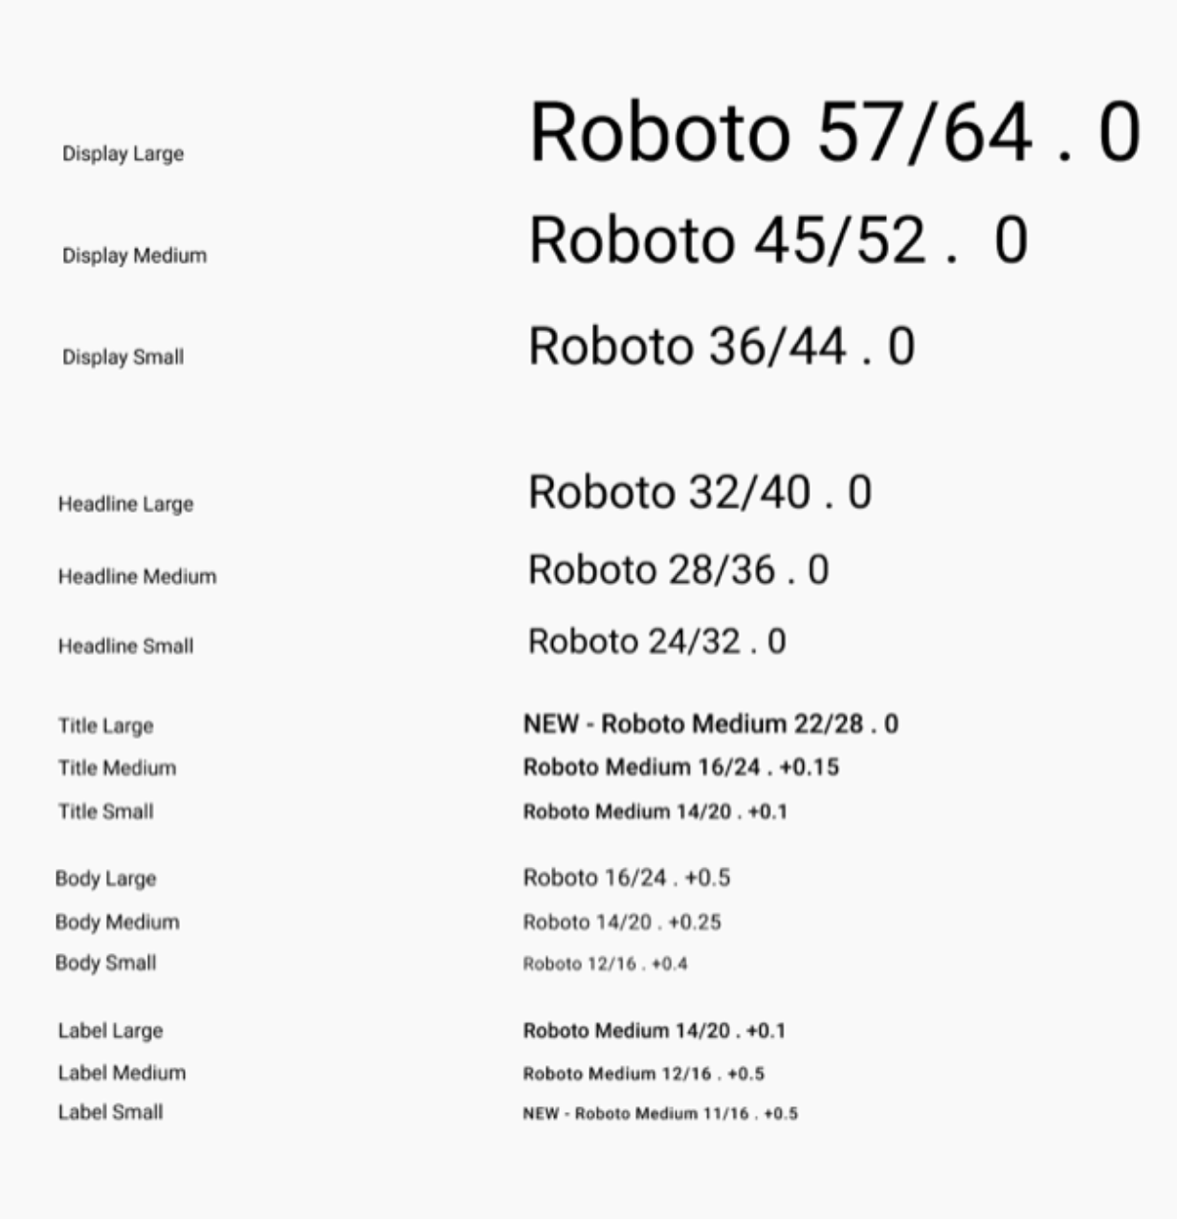 Display Large Roboto 57/64 . 0
Display Medium Roboto 45/52 . 0
Display Small Roboto 36/44 . 0
Headline Large Roboto 32/40 . 0
Headline Medium Roboto 28/36 . 0
Headline Small Roboto 24/32 . 0
Title Large NEW - Roboto Medium 22/28 . 0
Title Medium Roboto Medium 16/24 . +0.15
Title Small Roboto Medium 14/20 . +0.1
Body Large Roboto 16/24 . +0.5
Body Medium Roboto 14/20 . +0.25
Body Small Roboto 12/16 . +0.4
Label Large Roboto Medium 14/20 . +0.1
Label Medium Roboto Medium 12/16 . +0.5
Label Small NEW - Roboto Medium 11/16 . +0.5